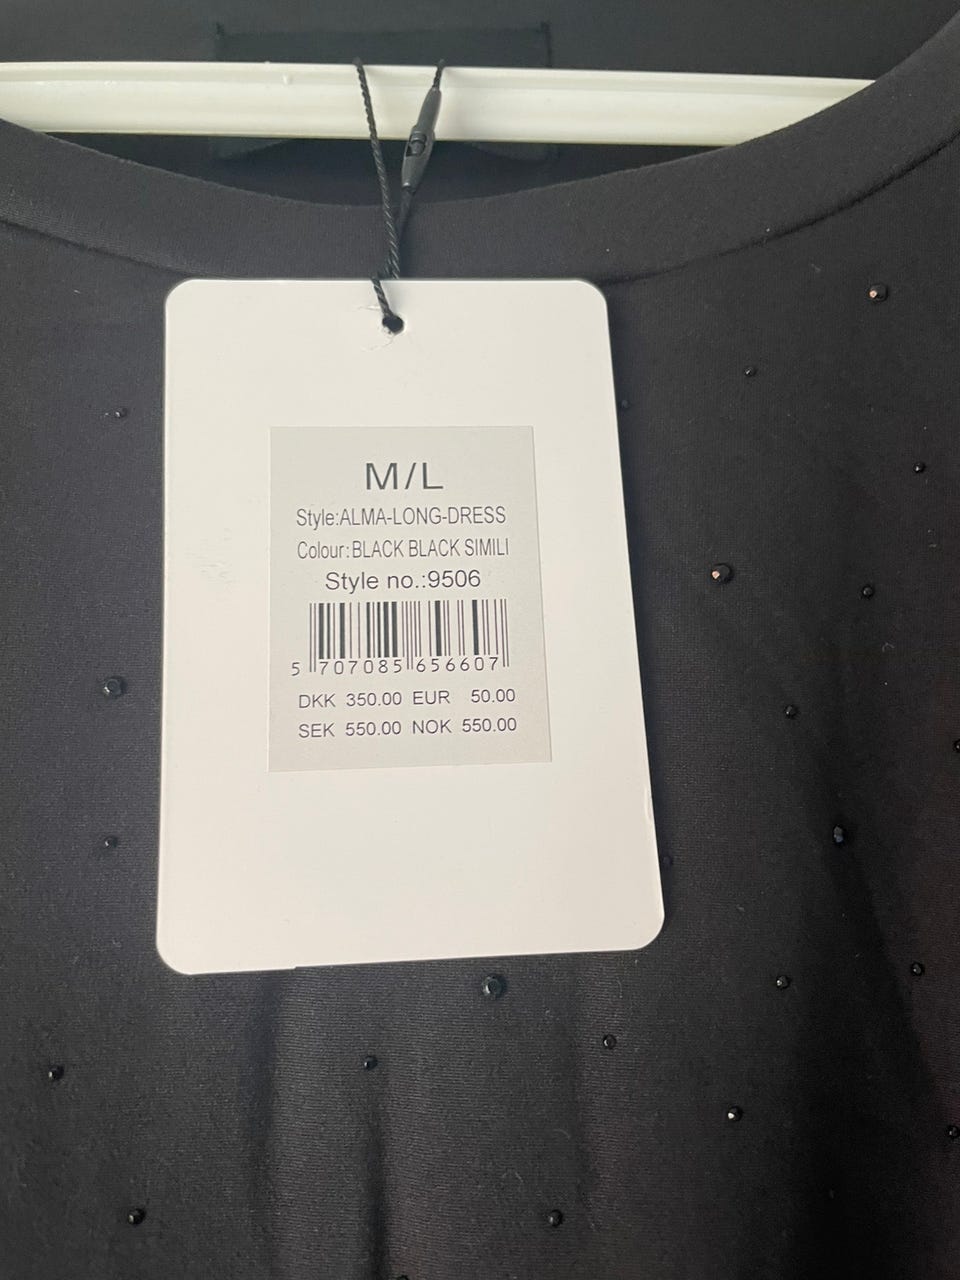 M/L
Style:ALMA-LONG-DRESS
Colour:BLACK BLACK SIMILI
Style no.:9506
5 707085 656607
DKK 350.00 EUR 50.00
SEK 550.00 NOK 550.00